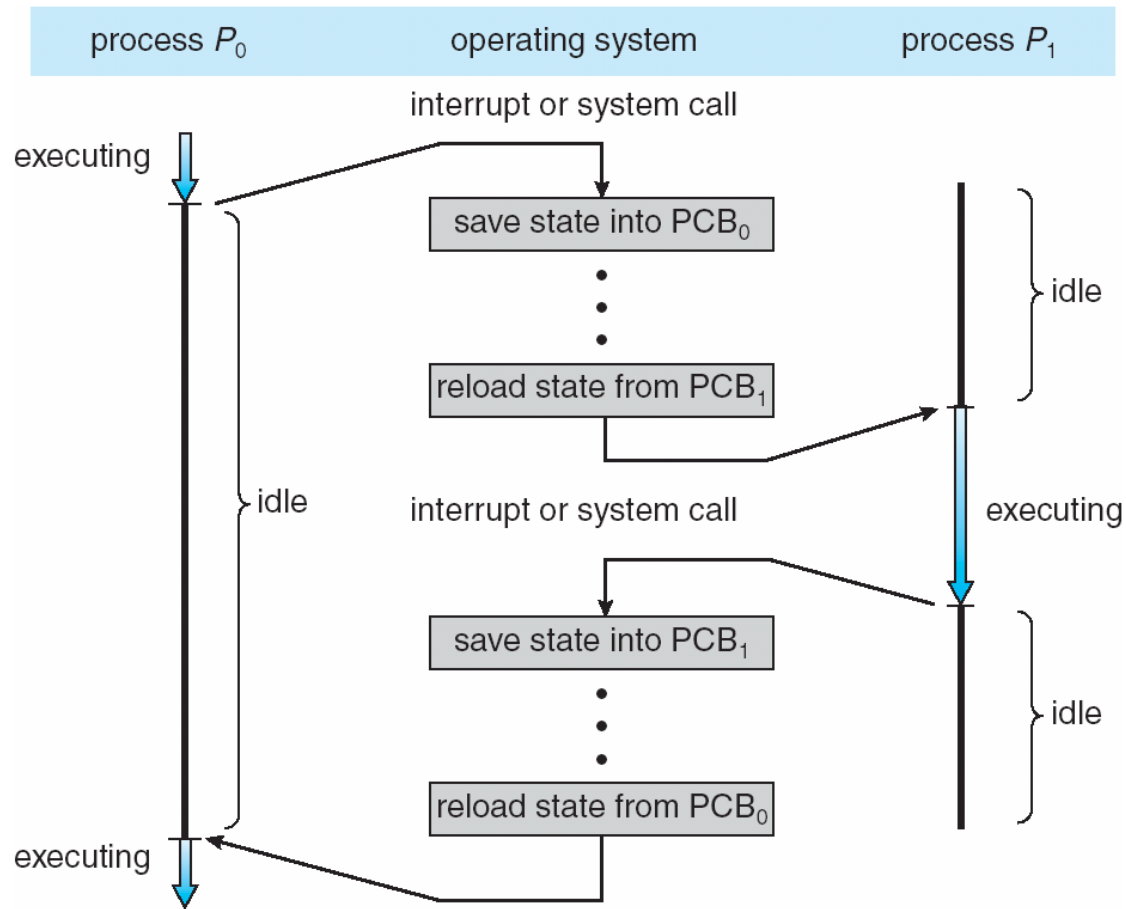 process P₀ operating system process P₁
interrupt or system call
executing
save state into PCB₀
idle
reload state from PCB₁
idle
interrupt or system call
executing
save state into PCB₁
idle
reload state from PCB₀
executing